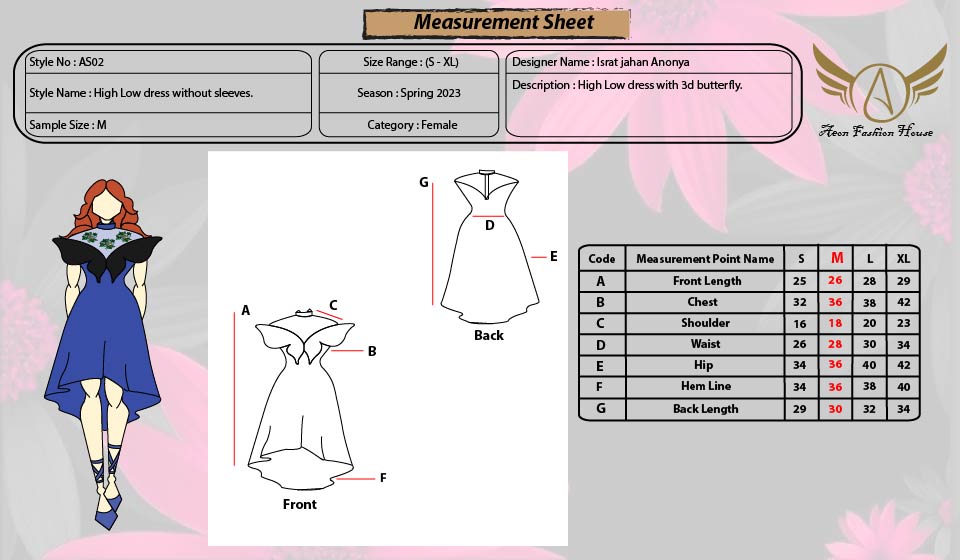 Measurement Sheet
Style No : AS02
Style Name : High Low dress without sleeves.
Sample Size : M
Size Range : (S - XL)
Season : Spring 2023
Category : Female
Designer Name : Israt jahan Anonya
Description : High Low dress with 3d butterfly.
A
Aeon Fashion House
G
D
E
Back
A
C
B
F
Front
Code Measurement Point Name S M L XL
A Front Length 25 26 28 29
B Chest 32 36 38 42
C Shoulder 16 18 20 23
D Waist 26 28 30 34
E Hip 34 36 40 42
F Hem Line 34 36 38 40
G Back Length 29 30 32 34